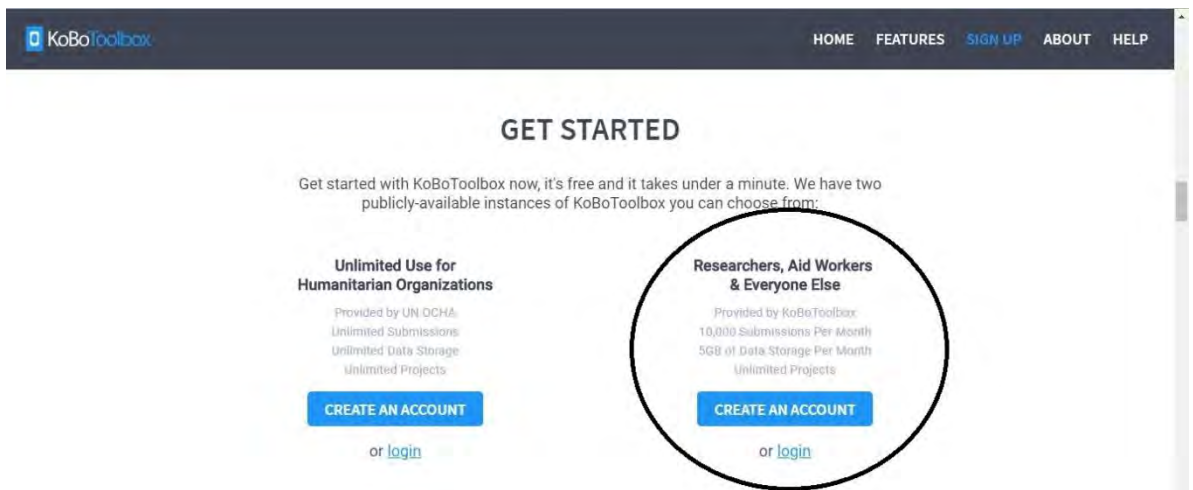 KoBoToolbox
HOME FEATURES SIGN UP ABOUT HELP
GET STARTED
Get started with KoBoToolbox now, it's free and it takes under a minute. We have two
publicly-available instances of KoBoToolbox you can choose from:
Unlimited Use for
Humanitarian Organizations
Provided by UN OCHA
Unlimited Submissions
Unlimited Data Storage
Unlimited Projects
CREATE AN ACCOUNT
or login
Researchers, Aid Workers
& Everyone Else
Provided by KoBoToolbox
10,000 Submissions Per Month
5GB of Data Storage Per Month
Unlimited Projects
CREATE AN ACCOUNT
or login